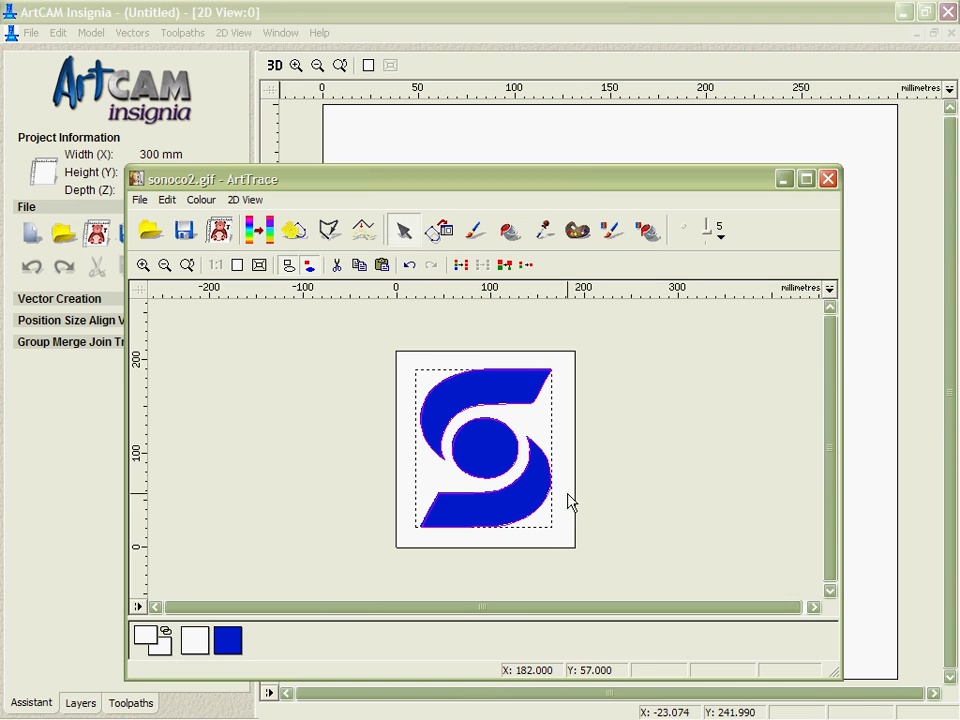 ArtCAM Insignia - (Untitled) - [2D View:0]
File Edit Model Vectors Toolpaths 2D View Window Help
3D
0 50 100 150 200 250 millimetres
ArtCAM
insignia
Project Information
Width (X): 300 mm
Height (Y):
Depth (Z):
File
Vector Creation
Position Size Align V
Group Merge Join Tr
sonoco2.gif - ArtTrace
File Edit Colour 2D View
5
1:1
-200 -100 0 100 200 300 millimetres
200
100
0
X: 182.000 Y: 57.000
Assistant Layers Toolpaths
X: -23.074 Y: 241.990